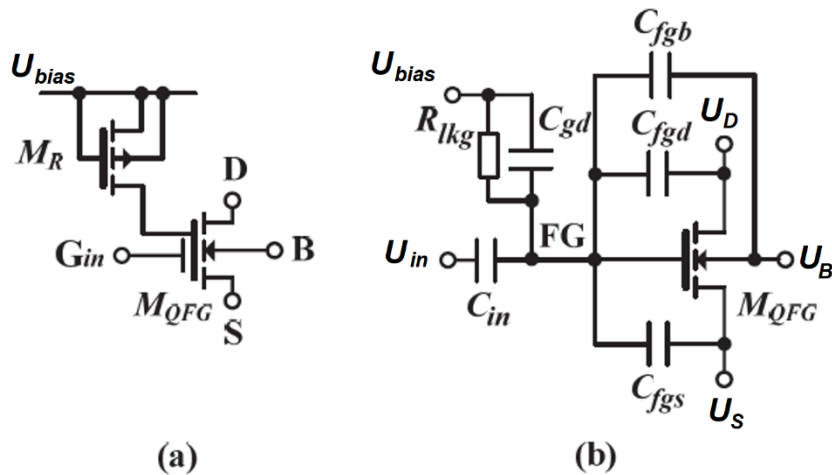 U_bias
M_R
D
G_in
B
M_QFG
S
(a)
C_fgb
U_bias
R_lkg
C_gd
C_fgd
U_D
U_in
FG
U_B
C_in
M_QFG
C_fgs
U_S
(b)